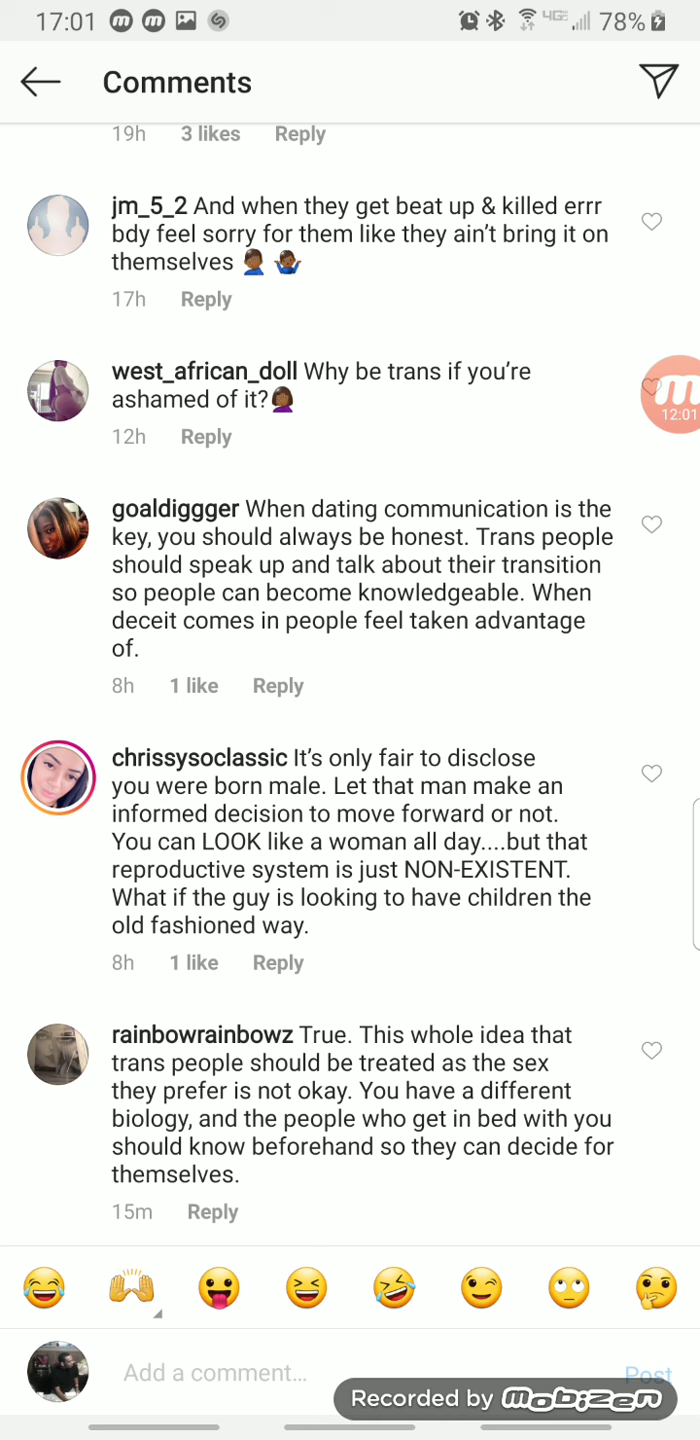 17:01 78%
Comments
19h 3 likes Reply
jm_5_2 And when they get beat up & killed errr
bdy feel sorry for them like they ain't bring it on
themselves 🤦🏾‍♂️ 🤷🏾‍♂️
17h Reply
west_african_doll Why be trans if you're
ashamed of it?🤦🏾‍♀️
12:01
12h Reply
goaldiggger When dating communication is the
key, you should always be honest. Trans people
should speak up and talk about their transition
so people can become knowledgeable. When
deceit comes in people feel taken advantage
of.
8h 1 like Reply
chrissysoclassic It's only fair to disclose
you were born male. Let that man make an
informed decision to move forward or not.
You can LOOK like a woman all day....but that
reproductive system is just NON-EXISTENT.
What if the guy is looking to have children the
old fashioned way.
8h 1 like Reply
rainbowrainbowz True. This whole idea that
trans people should be treated as the sex
they prefer is not okay. You have a different
biology, and the people who get in bed with you
should know beforehand so they can decide for
themselves.
15m Reply
😂 🙌 😛 😆 🤣 😉 🙄 🤔
Add a comment... Post
Recorded by mobizen